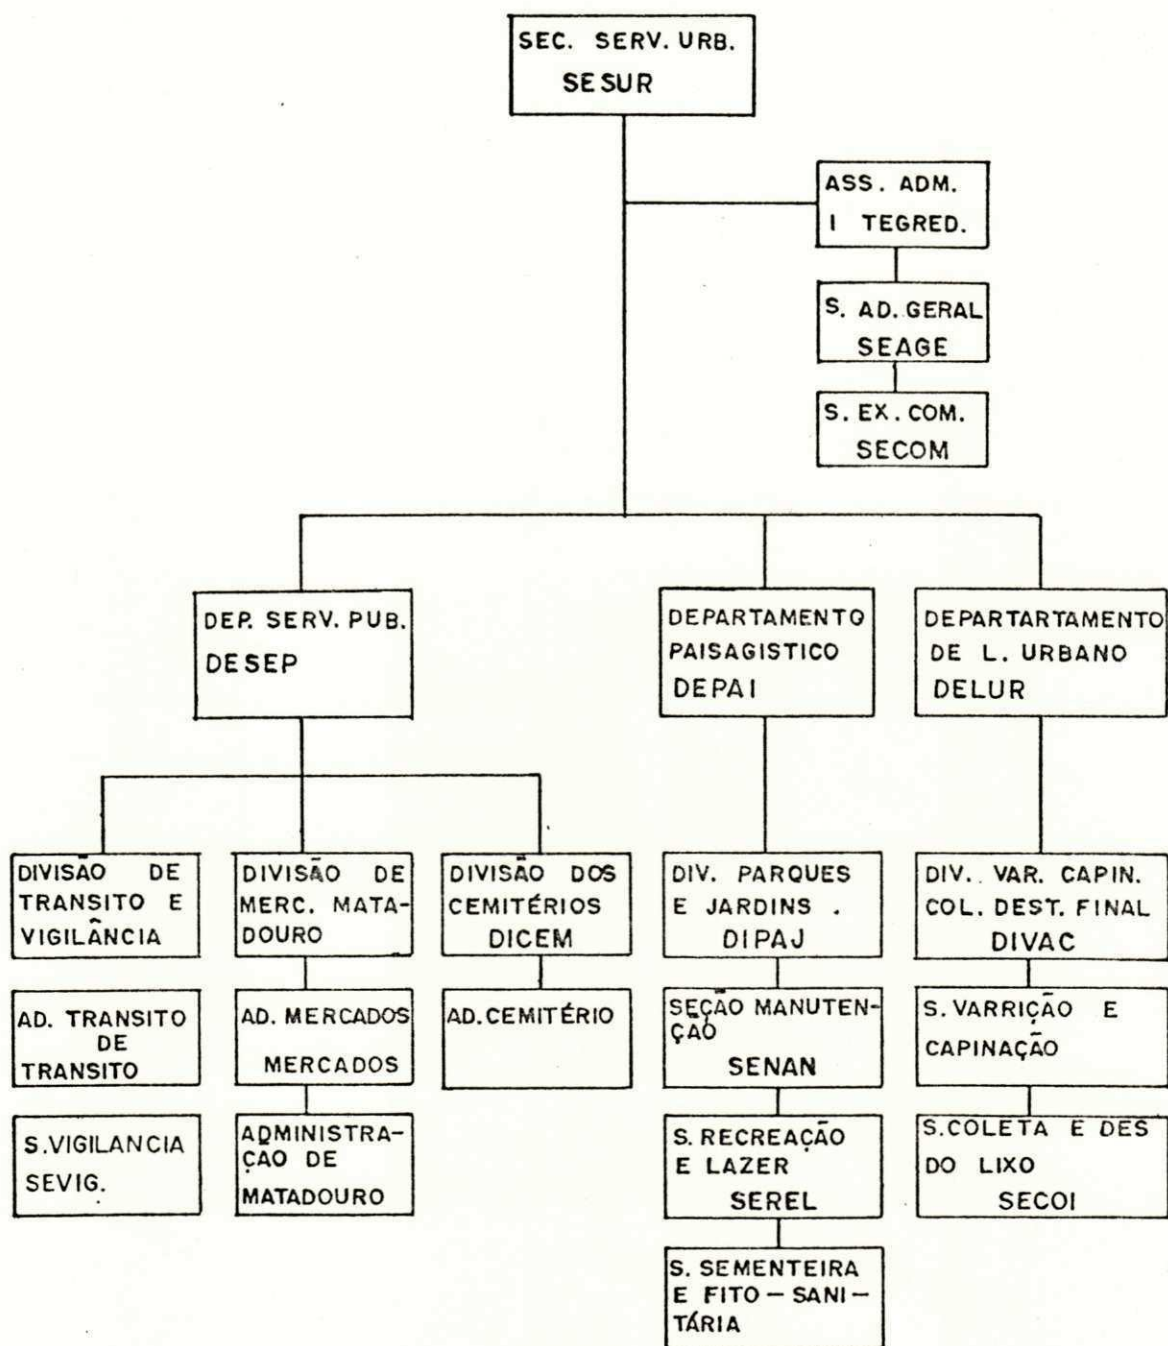 SEC. SERV. URB.
SESUR
ASS. ADM.
I TEGRED.
S. AD. GERAL
SEAGE
S. EX. COM.
SECOM
DEP. SERV. PUB.
DESEP
DEPARTAMENTO
PAISAGISTICO
DEPAI
DEPARTARTAMENTO
DE L. URBANO
DELUR
DIVISÃO DE
TRANSITO E
VIGILÂNCIA
DIVISÃO DE
MERC. MATA-
DOURO
DIVISÃO DOS
CEMITÉRIOS
DICEM
DIV. PARQUES
E JARDINS .
DIPAJ
DIV. VAR. CAPIN.
COL. DEST. FINAL
DIVAC
AD. TRANSITO
DE
TRANSITO
AD. MERCADOS
MERCADOS
AD. CEMITÉRIO
SEÇÃO MANUTEN-
ÇÃO
SENAN
S. VARRIÇÃO E
CAPINAÇÃO
S. VIGILANCIA
SEVIG.
ADMINISTRA-
ÇÃO DE
MATADOURO
S. RECREAÇÃO
E LAZER
SEREL
S. COLETA E DES
DO LIXO
SECOI
S. SEMENTEIRA
E FITO-SANI-
TÁRIA